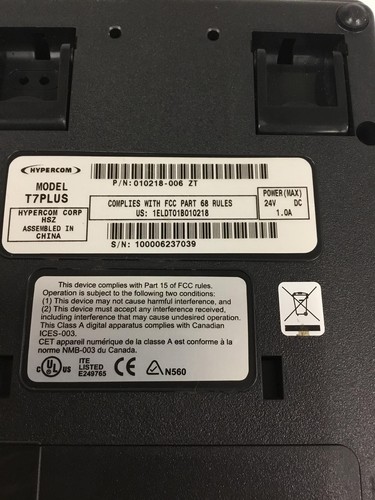 HYPERCOM
MODEL
T7PLUS
HYPERCOM CORP
HSZ
ASSEMBLED IN
CHINA
P/N:010218-006 ZT
COMPLIES WITH FCC PART 68 RULES
US: 1ELDT01B010218
POWER(MAX)
24V DC
1.0A
S/N: 100006237039
This device complies with Part 15 of FCC rules.
Operation is subject to the following two conditions:
(1) This device may not cause harmful interference, and
(2) This device must accept any interference received,
including interference that may cause undesired operation.
This Class A digital apparatus complies with Canadian
ICES-003.
CET appareil numérique de la classe A est conforme à la
norme NMB-003 du Canada.
c UL US ITE
LISTED
E249765
CE
N560